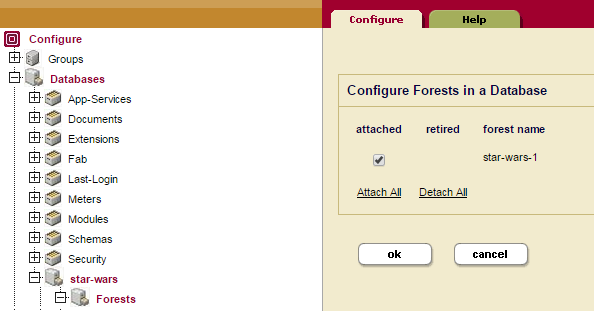 Configure
Groups
Databases
App-Services
Documents
Extensions
Fab
Last-Login
Meters
Modules
Schemas
Security
star-wars
Forests
Configure Help
Configure Forests in a Database
attached retired forest name
star-wars-1
Attach All Detach All
ok cancel